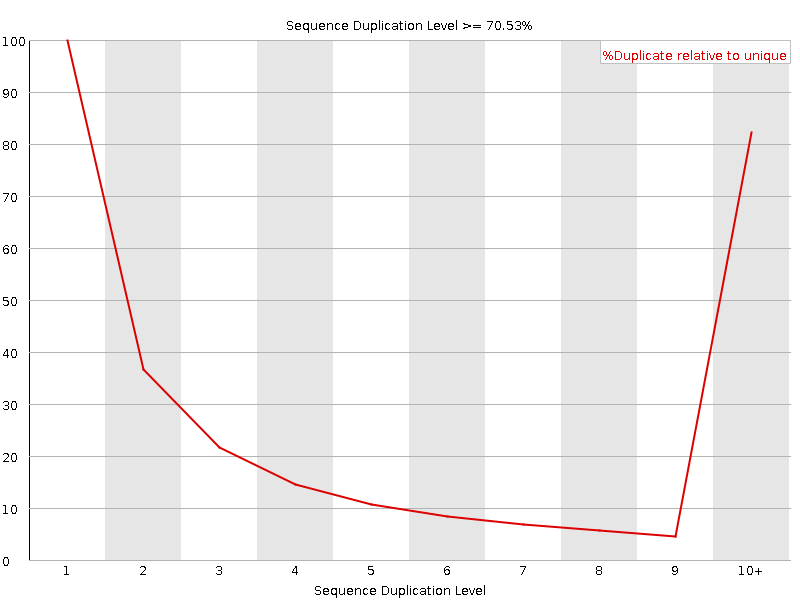 Sequence Duplication Level >= 70.53%
%Duplicate relative to unique
100
90
80
70
60
50
40
30
20
10
0
1 2 3 4 5 6 7 8 9 10+
Sequence Duplication Level